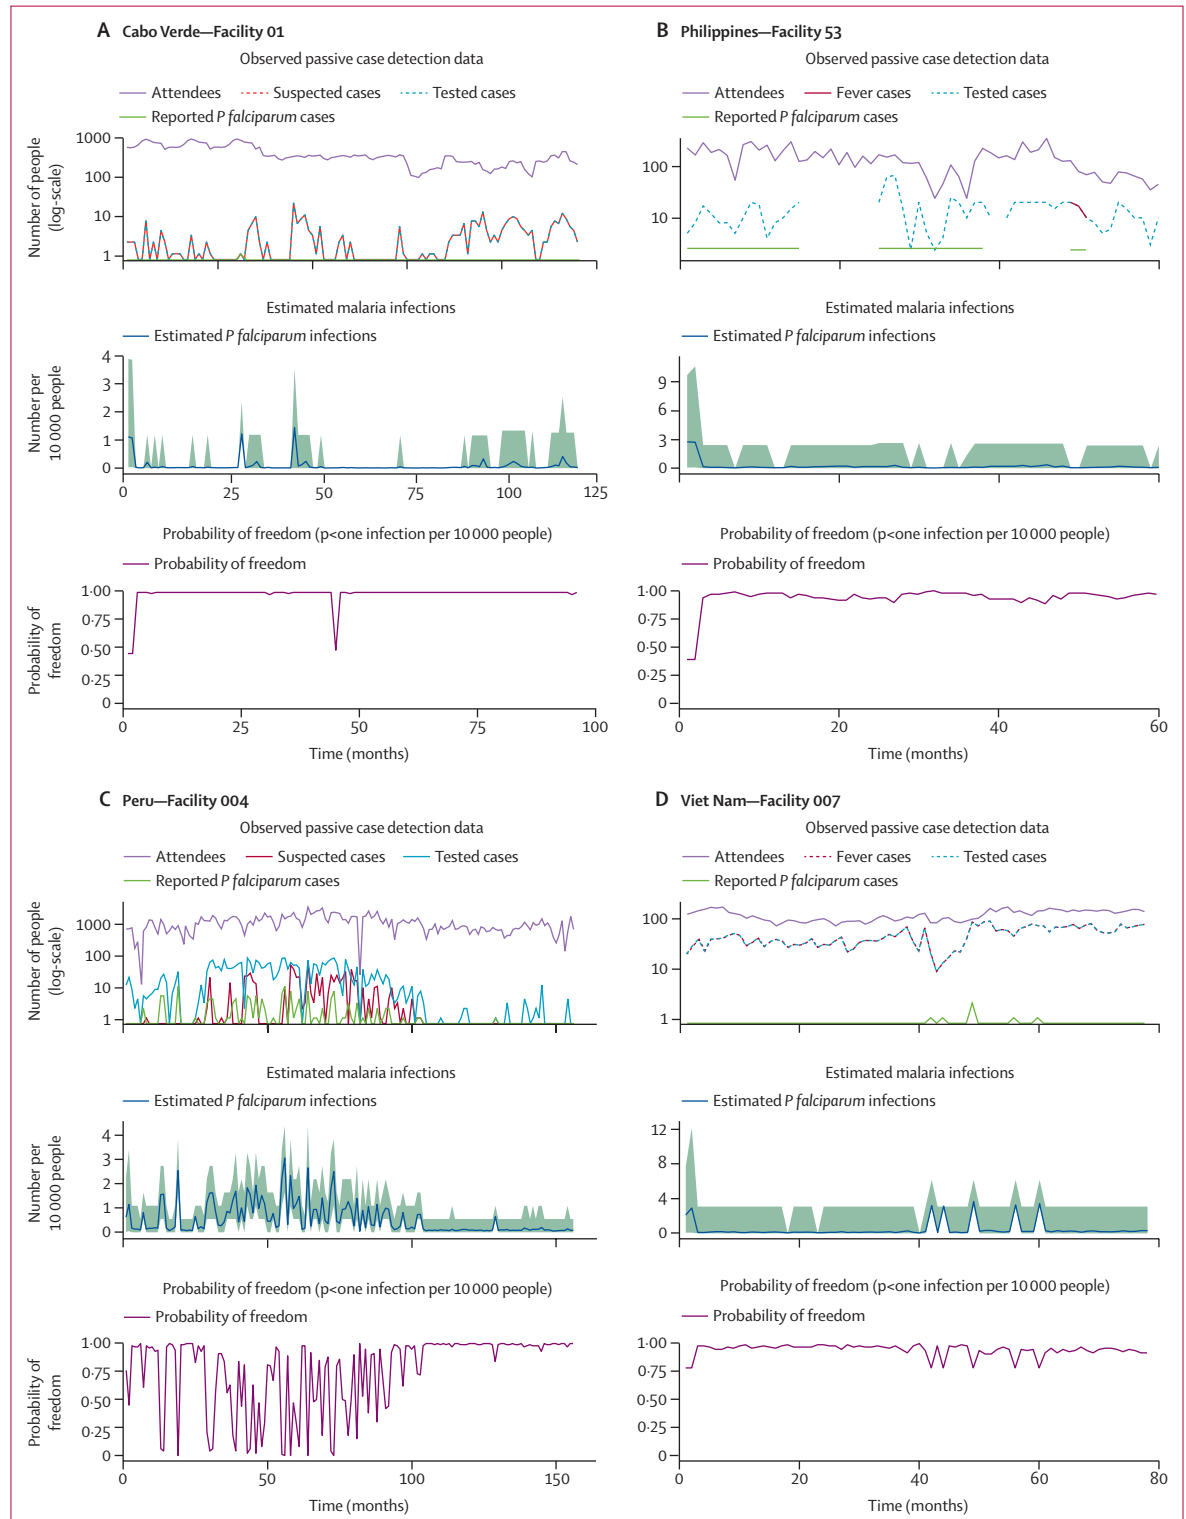 A Cabo Verde—Facility 01
Observed passive case detection data
Attendees Suspected cases Tested cases
Reported P falciparum cases
Number of people
(log-scale)
1000
100
10
1
Estimated malaria infections
Estimated P falciparum infections
Number per
10 000 people
4
3
2
1
0
0 25 50 75 100 125
Probability of freedom (p<one infection per 10 000 people)
Probability of freedom
Probability of
freedom
1·00
0·75
0·50
0·25
0
0 25 50 75 100
Time (months)
B Philippines—Facility 53
Observed passive case detection data
Attendees Fever cases Tested cases
Reported P falciparum cases
100
10
Estimated malaria infections
Estimated P falciparum infections
9
6
3
0
Probability of freedom (p<one infection per 10 000 people)
Probability of freedom
1·00
0·75
0·50
0·25
0
0 20 40 60
Time (months)
C Peru—Facility 004
Observed passive case detection data
Attendees Suspected cases Tested cases
Reported P falciparum cases
Number of people
(log-scale)
1000
100
10
1
Estimated malaria infections
Estimated P falciparum infections
Number per
10 000 people
4
3
2
1
0
Probability of freedom (p<one infection per 10 000 people)
Probability of freedom
Probability of
freedom
1·00
0·75
0·50
0·25
0
0 50 100 150
Time (months)
D Viet Nam—Facility 007
Observed passive case detection data
Attendees Fever cases Tested cases
Reported P falciparum cases
100
10
1
Estimated malaria infections
Estimated P falciparum infections
12
8
4
0
Probability of freedom (p<one infection per 10 000 people)
Probability of freedom
1·00
0·75
0·50
0·25
0
0 20 40 60 80
Time (months)